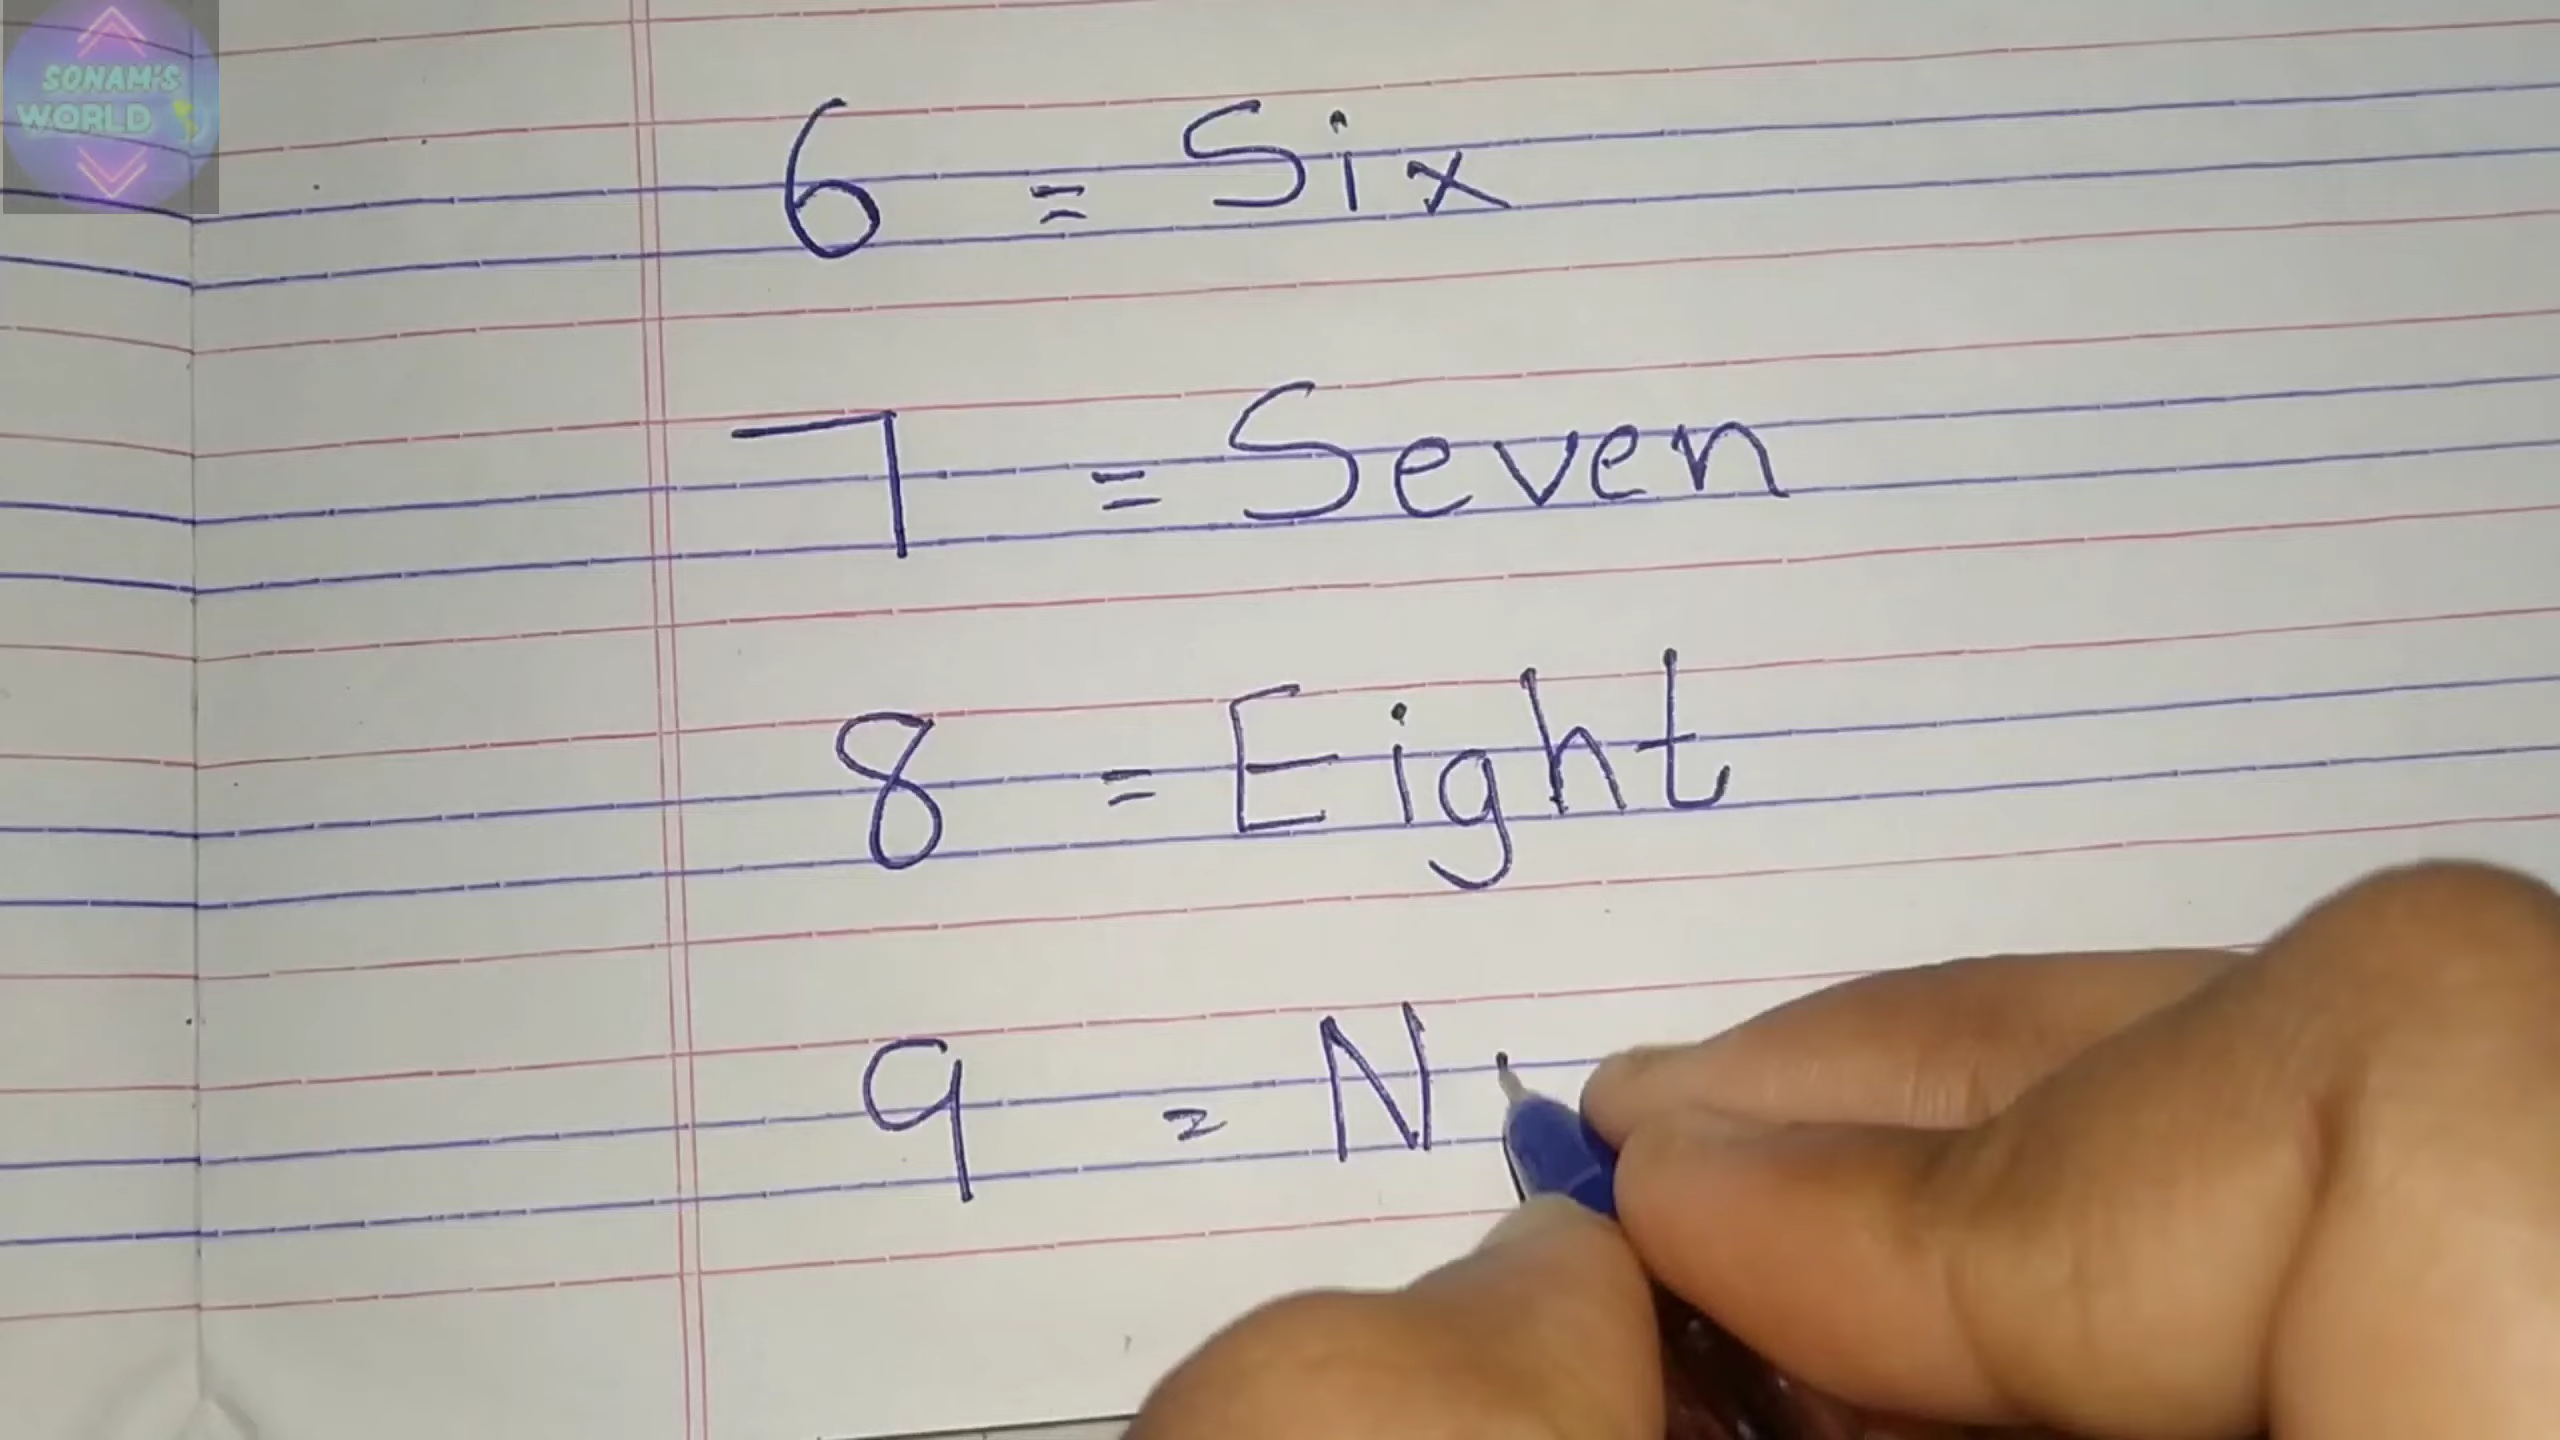 SONAM'S
WORLD
6 = Six
7 = Seven
8 = Eight
9 = N